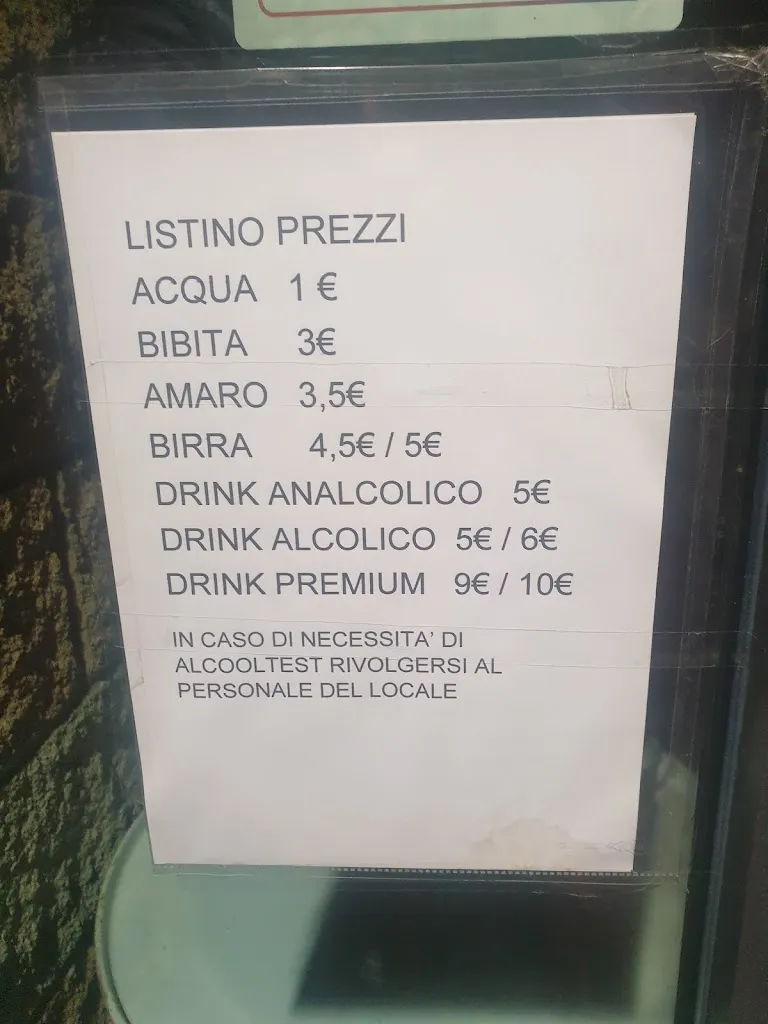 LISTINO PREZZI
ACQUA 1 €
BIBITA 3€
AMARO 3,5€
BIRRA 4,5€ / 5€
DRINK ANALCOLICO 5€
DRINK ALCOLICO 5€ / 6€
DRINK PREMIUM 9€ / 10€
IN CASO DI NECESSITA' DI
ALCOOLTEST RIVOLGERSI AL
PERSONALE DEL LOCALE